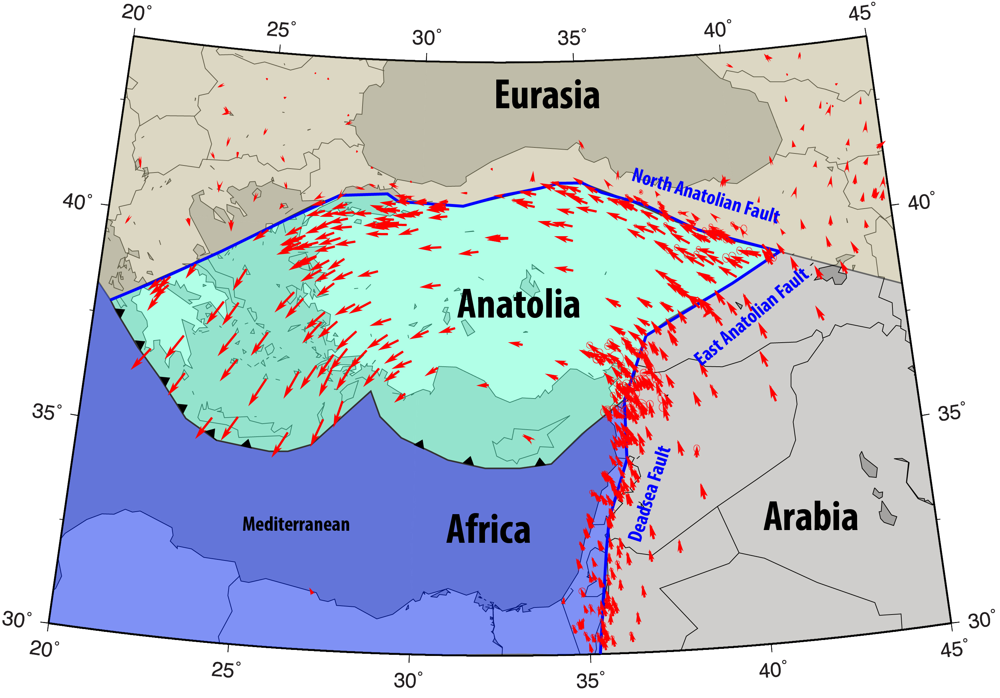 20°
25°
30°
35°
40°
45°
Eurasia
North Anatolian Fault
40°
40°
Anatolia
East Anatolian Fault
35°
35°
Deadsea Fault
Mediterranean
Africa
Arabia
30°
30°
20°
25°
30°
35°
40°
45°